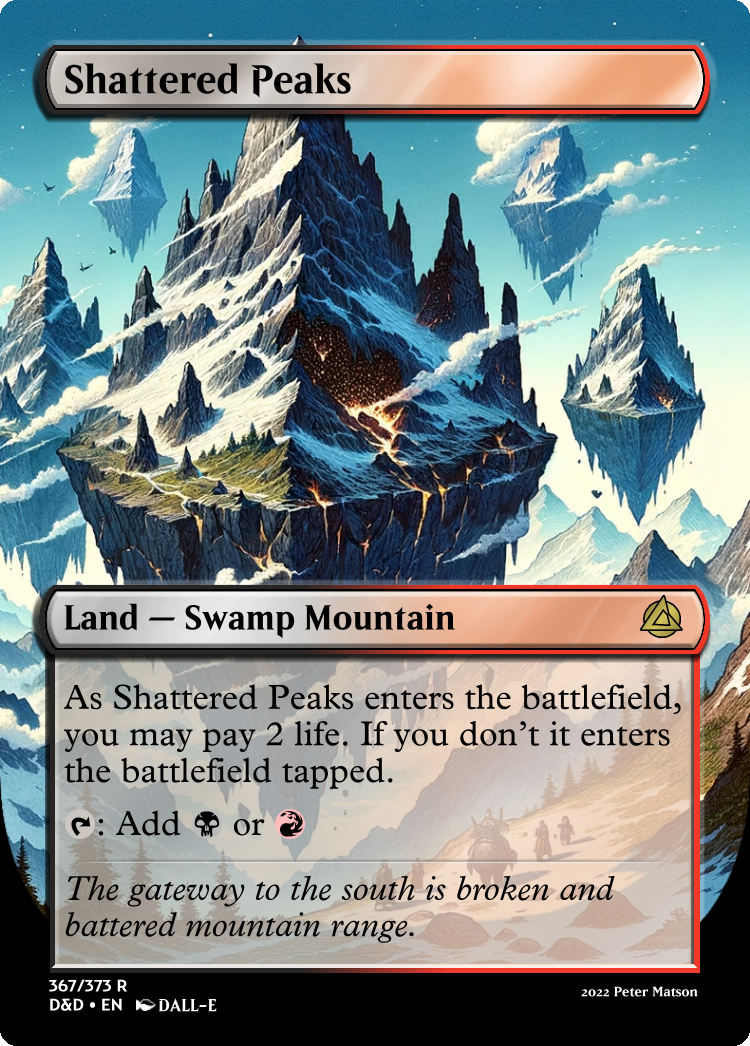 Shattered Peaks
Land — Swamp Mountain
As Shattered Peaks enters the battlefield,
you may pay 2 life. If you don't it enters
the battlefield tapped.
: Add or
The gateway to the south is broken and
battered mountain range.
367/373 R
D&D • EN DALL-E
2022 Peter Matson